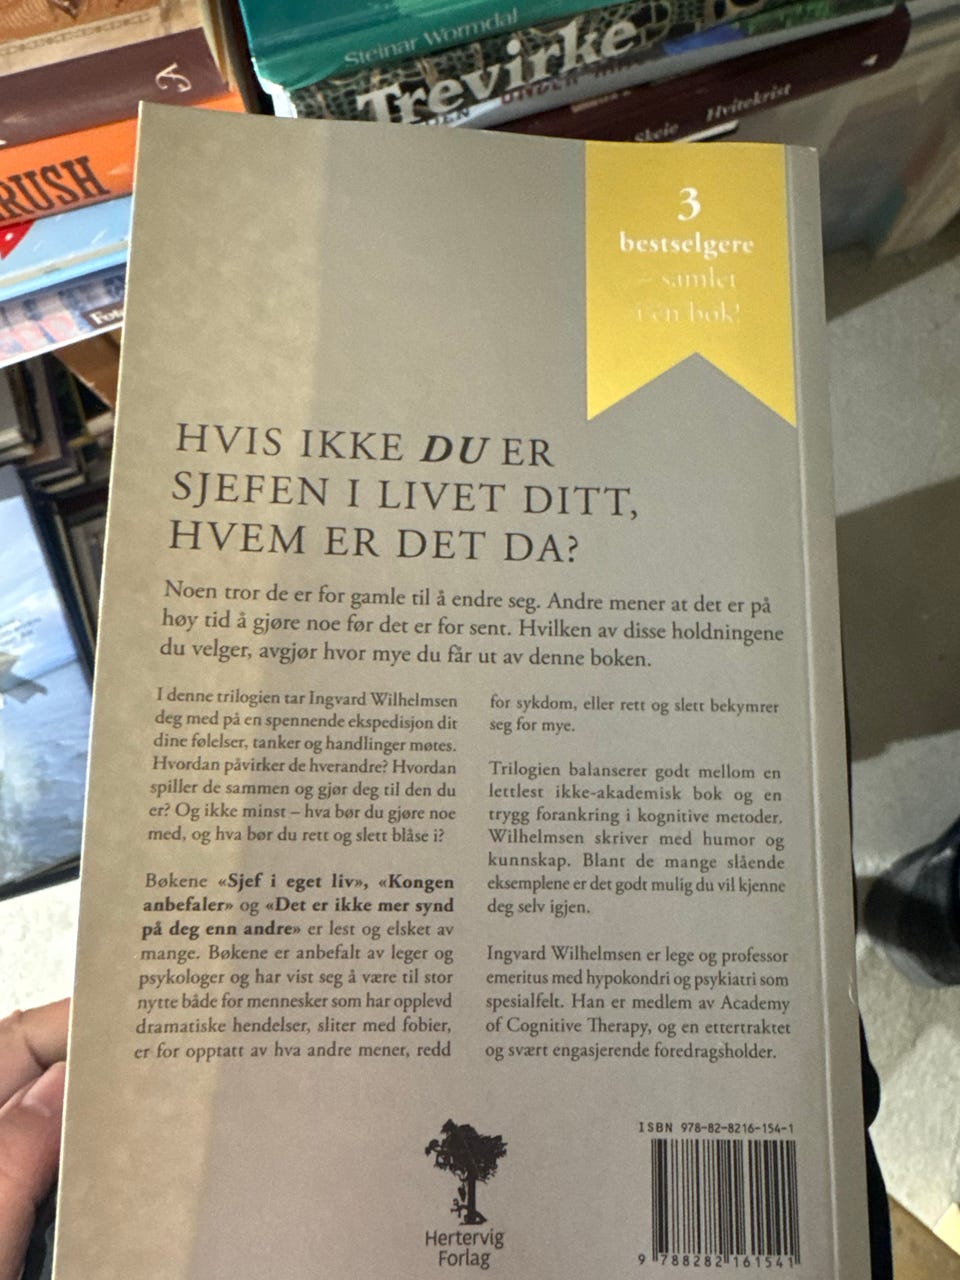 Steinar Wormdal
Trevirke
Skeie Hvitekrist
RUSH
3
bestselgere
– samlet
i én bok!
HVIS IKKE DU ER
SJEFEN I LIVET DITT,
HVEM ER DET DA?
Noen tror de er for gamle til å endre seg. Andre mener at det er på
høy tid å gjøre noe før det er for sent. Hvilken av disse holdningene
du velger, avgjør hvor mye du får ut av denne boken.
I denne trilogien tar Ingvard Wilhelmsen
deg med på en spennende ekspedisjon dit
dine følelser, tanker og handlinger møtes.
Hvordan påvirker de hverandre? Hvordan
spiller de sammen og gjør deg til den du
er? Og ikke minst – hva bør du gjøre noe
med, og hva bør du rett og slett blåse i?
Bøkene «Sjef i eget liv», «Kongen
anbefaler» og «Det er ikke mer synd
på deg enn andre» er lest og elsket av
mange. Bøkene er anbefalt av leger og
psykologer og har vist seg å være til stor
nytte både for mennesker som har opplevd
dramatiske hendelser, sliter med fobier,
er for opptatt av hva andre mener, redd
for sykdom, eller rett og slett bekymrer
seg for mye.
Trilogien balanserer godt mellom en
lettlest ikke-akademisk bok og en
trygg forankring i kognitive metoder.
Wilhelmsen skriver med humor og
kunnskap. Blant de mange slående
eksemplene er det godt mulig du vil kjenne
deg selv igjen.
Ingvard Wilhelmsen er lege og professor
emeritus med hypokondri og psykiatri som
spesialfelt. Han er medlem av Academy
of Cognitive Therapy, og en ettertraktet
og svært engasjerende foredragsholder.
Hertervig
Forlag
ISBN 978-82-8216-154-1
9 788282 161541